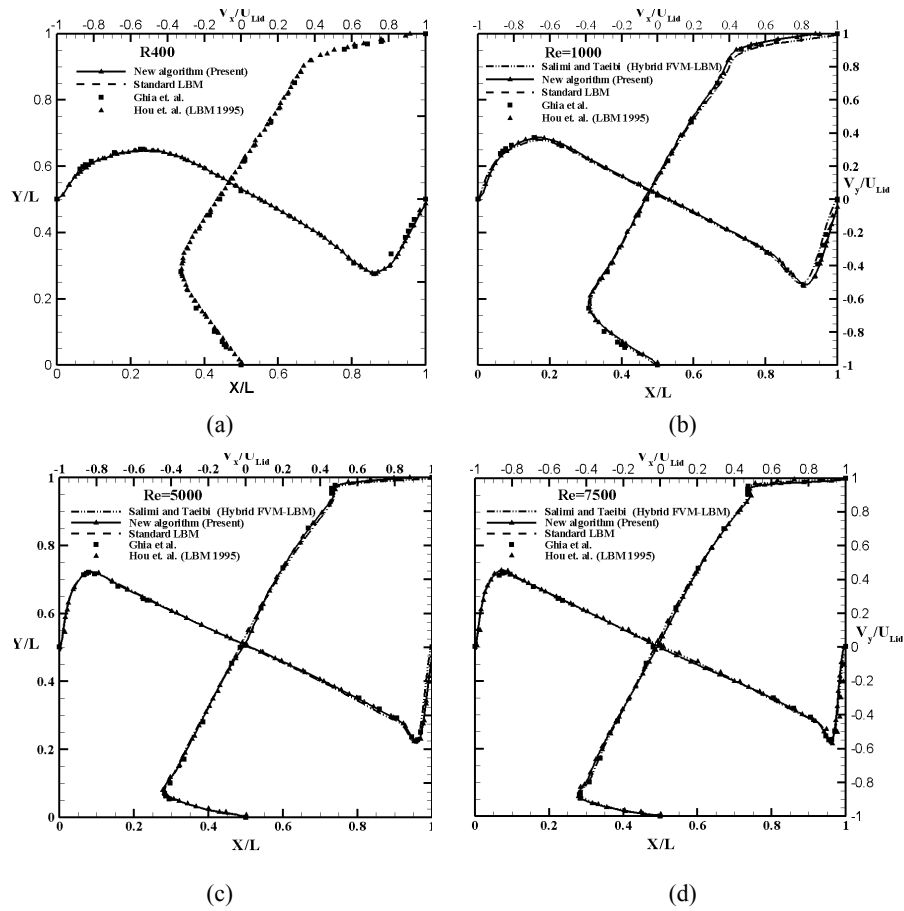 Vx/ULid
-1 -0.8 -0.6 -0.4 -0.2 0 0.2 0.4 0.6 0.8 1
R400
New algorithm (Present)
Standard LBM
Ghia et. al.
Hou et. al. (LBM 1995)
1
0.8
0.6
Y/L
0.4
0.2
0
0 0.2 0.4 0.6 0.8 1
X/L
(a)
Vx/ULid
-1 -0.8 -0.6 -0.4 -0.2 0 0.2 0.4 0.6 0.8 1
Re=1000
Salimi and Taeibi (Hybrid FVM-LBM)
New algorithm (Present)
Standard LBM
Ghia et al.
Hou et. al. (LBM 1995)
1
0.8
0.6
0.4
0.2
Vy/ULid
0
-0.2
-0.4
-0.6
-0.8
-1
0 0.2 0.4 0.6 0.8 1
X/L
(b)
Vx/ULid
-1 -0.8 -0.6 -0.4 -0.2 0 0.2 0.4 0.6 0.8 1
Re=5000
Salimi and Taeibi (Hybrid FVM-LBM)
New algorithm (Present)
Standard LBM
Ghia et al.
Hou et. al. (LBM 1995)
1
0.8
0.6
Y/L
0.4
0.2
0
0 0.2 0.4 0.6 0.8 1
X/L
(c)
Vx/ULid
-1 -0.8 -0.6 -0.4 -0.2 0 0.2 0.4 0.6 0.8 1
Re=7500
Salimi and Taeibi (Hybrid FVM-LBM)
New algorithm (Present)
Standard LBM
Ghia et al.
Hou et. al. (LBM 1995)
1
0.8
0.6
0.4
0.2
Vy/ULid
0
-0.2
-0.4
-0.6
-0.8
-1
0 0.2 0.4 0.6 0.8 1
X/L
(d)